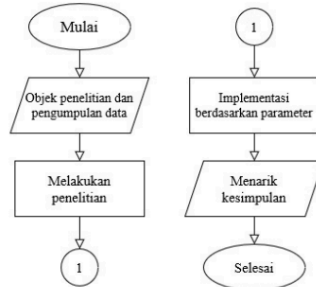 Mulai
Objek penelitian dan
pengumpulan data
Melakukan
penelitian
1
1
Implementasi
berdasarkan parameter
Menarik
kesimpulan
Selesai